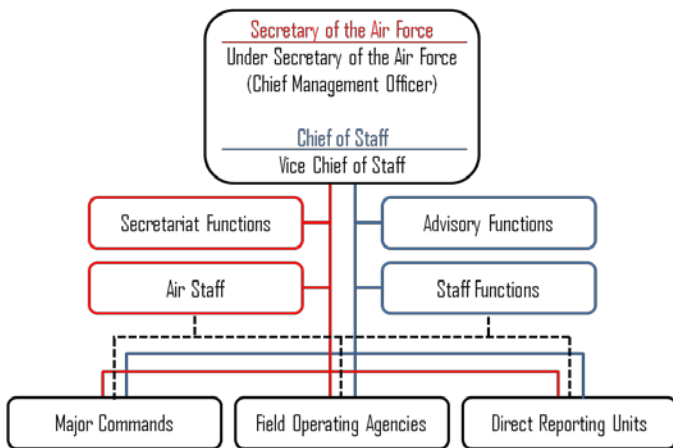 Secretary of the Air Force
Under Secretary of the Air Force
(Chief Management Officer)
Chief of Staff
Vice Chief of Staff
Secretariat Functions
Advisory Functions
Air Staff
Staff Functions
Major Commands
Field Operating Agencies
Direct Reporting Units